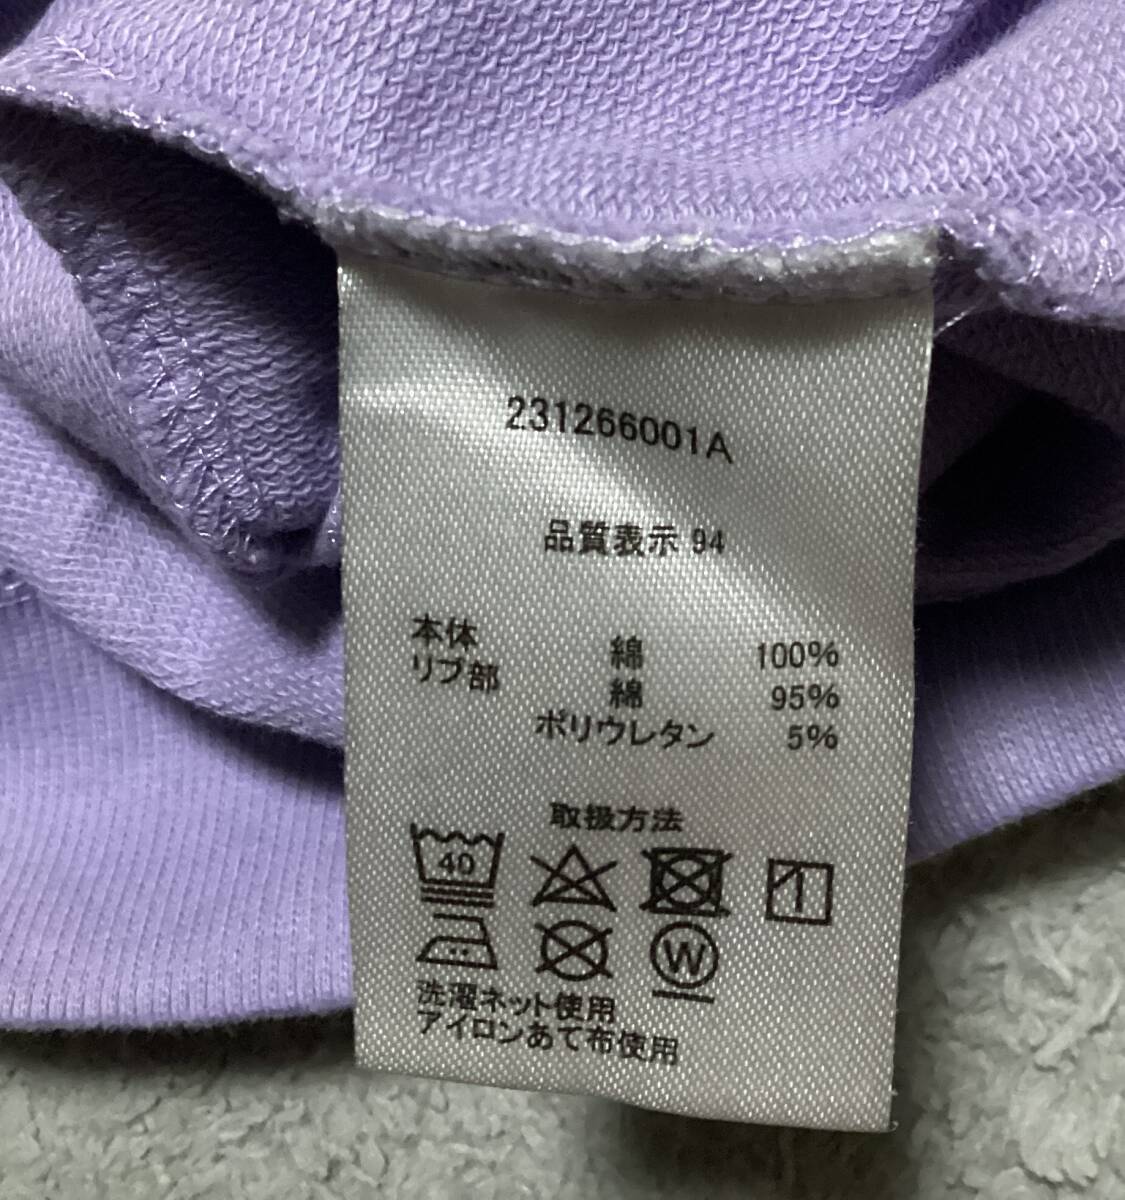 231266001A
品質表示 94
本体 綿 100%
リブ部 綿 95%
ポリウレタン 5%
取扱方法
40
W
洗濯ネット使用
アイロンあて布使用